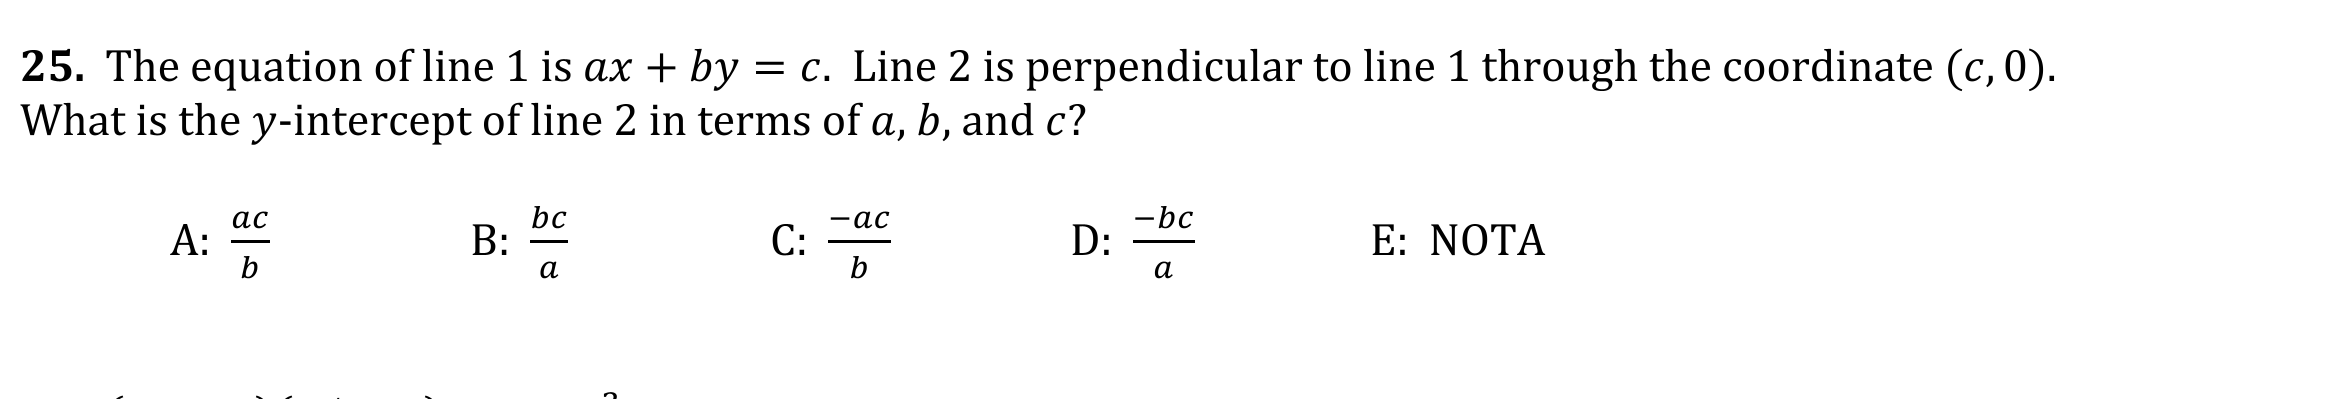 25. The equation of line 1 is ax + by = c. Line 2 is perpendicular to line 1 through the coordinate (c, 0).
What is the y-intercept of line 2 in terms of a, b, and c?
A: ac/b B: bc/a C: −ac/b D: −bc/a E: NOTA